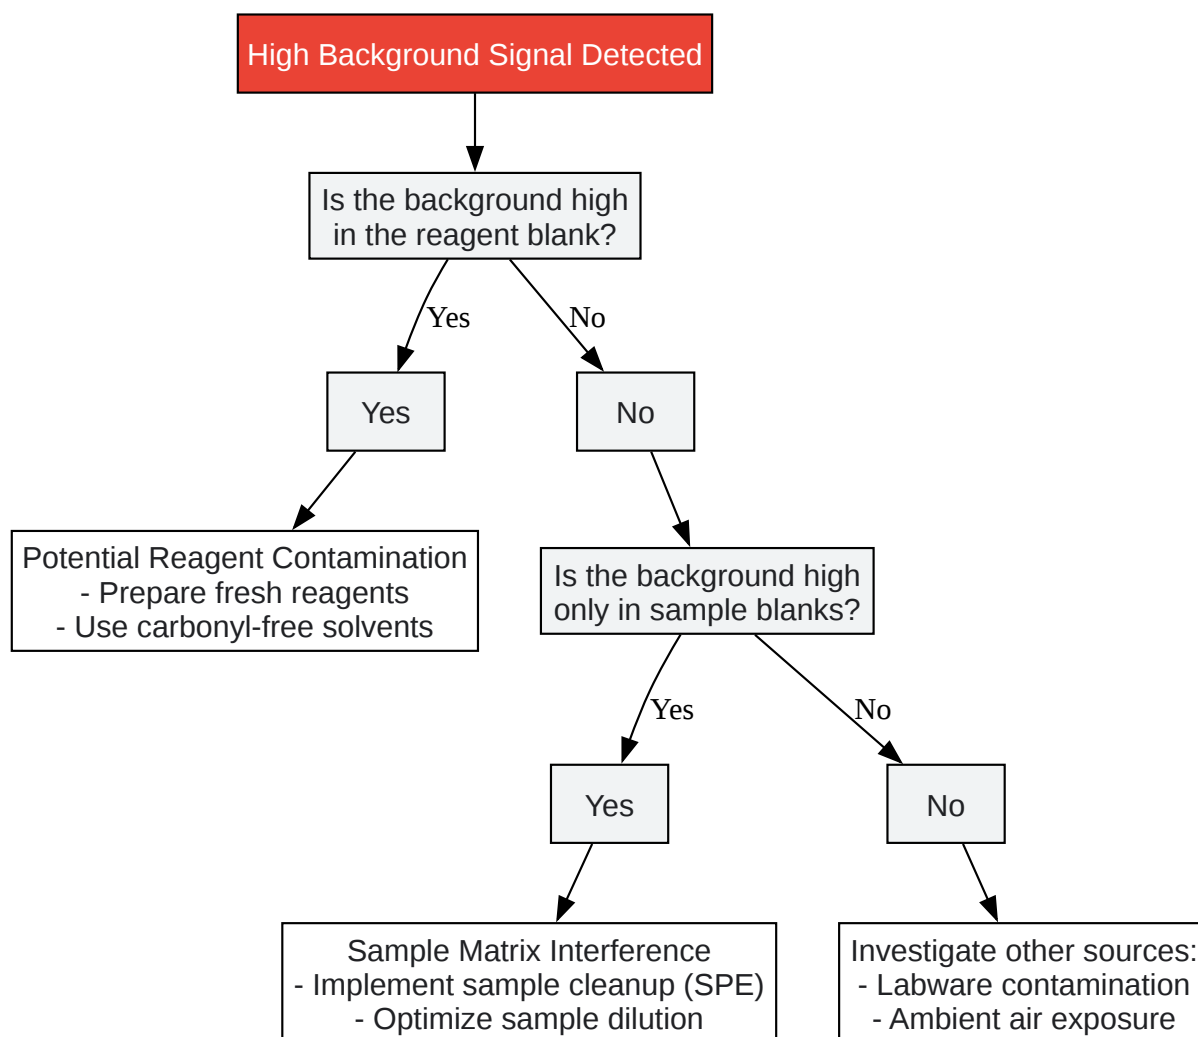 High Background Signal Detected
Is the background high
in the reagent blank?
Yes
No
Yes
No
Potential Reagent Contamination
- Prepare fresh reagents
- Use carbonyl-free solvents
Is the background high
only in sample blanks?
Yes
No
Yes
No
Sample Matrix Interference
- Implement sample cleanup (SPE)
- Optimize sample dilution
Investigate other sources:
- Labware contamination
- Ambient air exposure